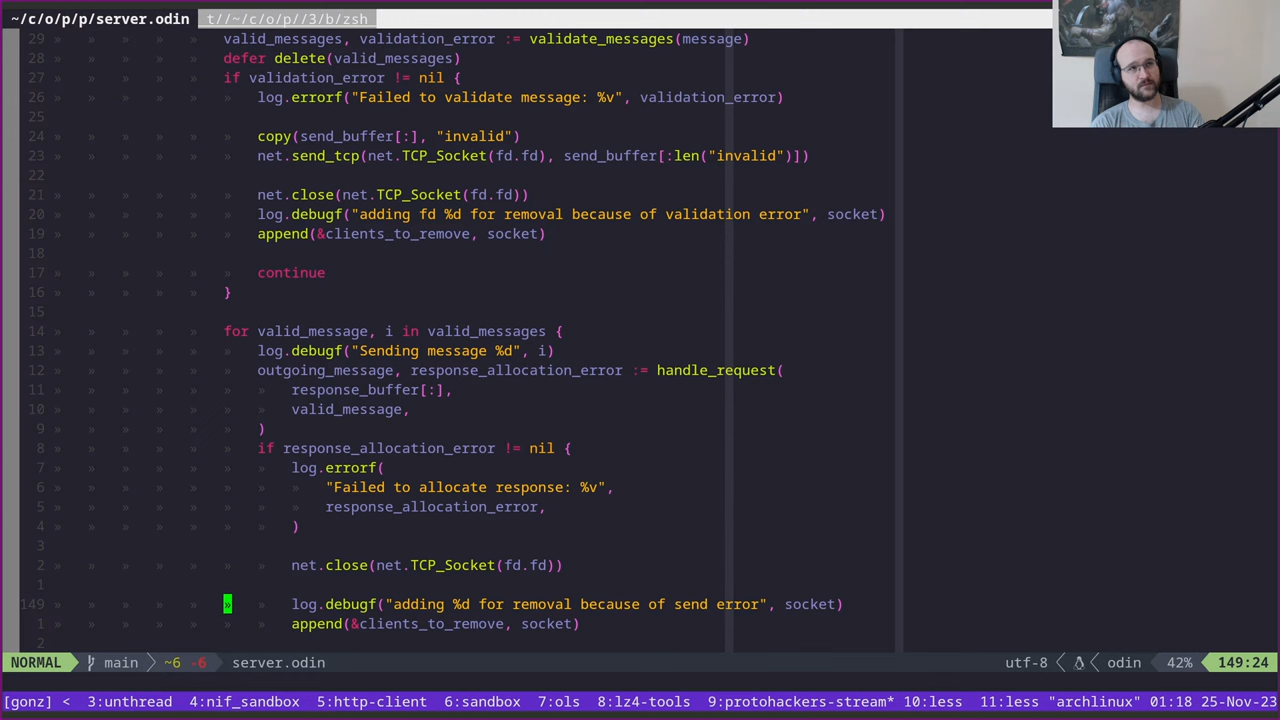 ~/c/o/p/p/server.odin t//~/c/o/p//3/b/zsh
29 » » » » » valid_messages, validation_error := validate_messages(message)
28 » » » » » defer delete(valid_messages)
27 » » » » » if validation_error != nil {
26 » » » » » » log.errorf("Failed to validate message: %v", validation_error)
25
24 » » » » » » copy(send_buffer[:], "invalid")
23 » » » » » » net.send_tcp(net.TCP_Socket(fd.fd), send_buffer[:len("invalid")])
22
21 » » » » » » net.close(net.TCP_Socket(fd.fd))
20 » » » » » » log.debugf("adding fd %d for removal because of validation error", socket)
19 » » » » » » append(&clients_to_remove, socket)
18
17 » » » » » » continue
16 » » » » » }
15
14 » » » » » for valid_message, i in valid_messages {
13 » » » » » » log.debugf("Sending message %d", i)
12 » » » » » » outgoing_message, response_allocation_error := handle_request(
11 » » » » » » » response_buffer[:],
10 » » » » » » » valid_message,
9 » » » » » » )
8 » » » » » » if response_allocation_error != nil {
7 » » » » » » » log.errorf(
6 » » » » » » » » "Failed to allocate response: %v",
5 » » » » » » » » response_allocation_error,
4 » » » » » » » )
3
2 » » » » » » » net.close(net.TCP_Socket(fd.fd))
1
149 » » » » » » » log.debugf("adding %d for removal because of send error", socket)
1 » » » » » » » append(&clients_to_remove, socket)
2
NORMAL main ~6 -6 server.odin utf-8 odin 42% 149:24
[gonz] < 3:unthread 4:nif_sandbox 5:http-client 6:sandbox 7:ols 8:lz4-tools 9:protohackers-stream* 10:less 11:less "archlinux" 01:18 25-Nov-23